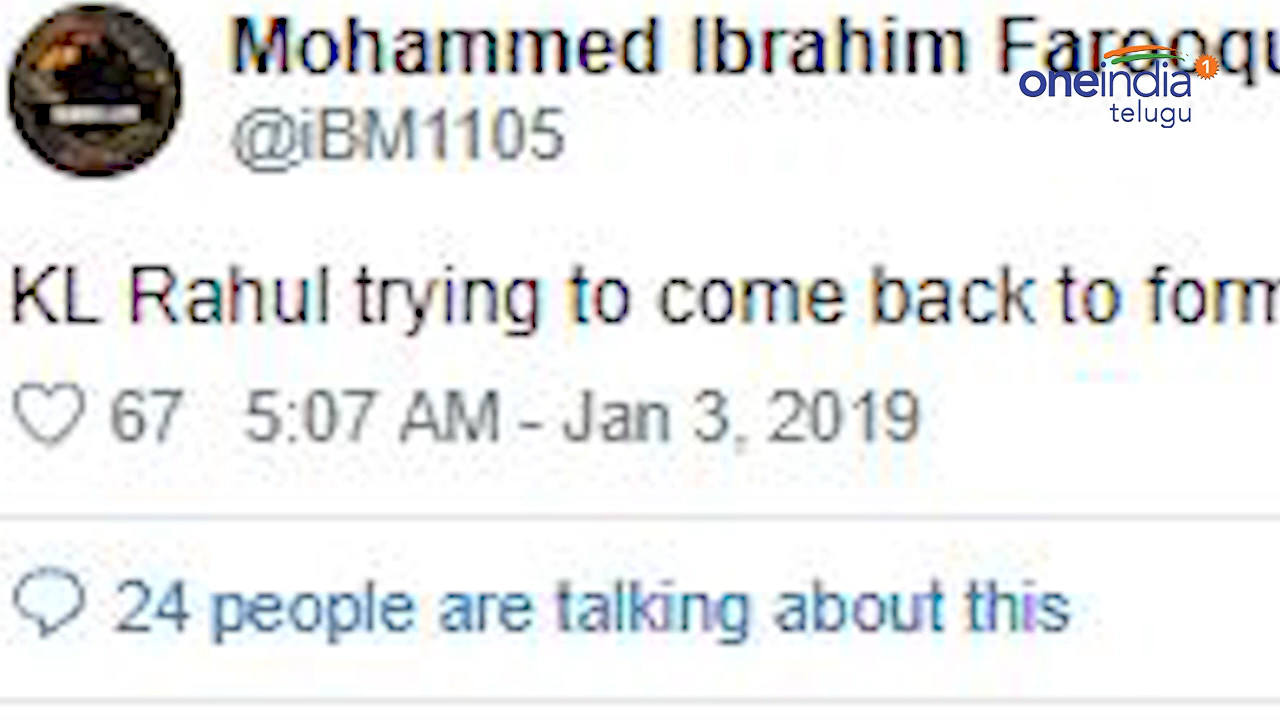 Mohammed Ibrahim Farooqu
oneindia 1
telugu
@iBM1105
KL Rahul trying to come back to form
67 5:07 AM - Jan 3, 2019
24 people are talking about this